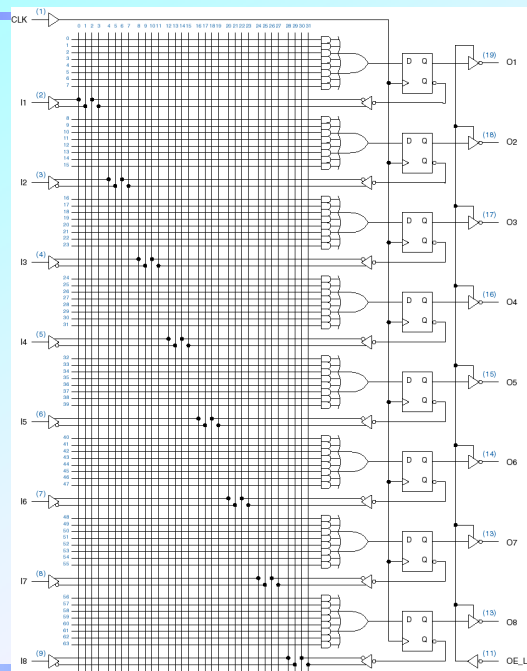 CLK (1)
0 1 2 3 4 5 6 7 8 9 10 11 12 13 14 15 16 17 18 19 20 21 22 23 24 25 26 27 28 29 30 31
0
1
2
3
4
5
6
7
D Q
Q
(19) O1
I1 (2)
8
9
10
11
12
13
14
15
D Q
Q
(18) O2
I2 (3)
16
17
18
19
20
21
22
23
D Q
Q
(17) O3
I3 (4)
24
25
26
27
28
29
30
31
D Q
Q
(16) O4
I4 (5)
32
33
34
35
36
37
38
39
D Q
Q
(15) O5
I5 (6)
40
41
42
43
44
45
46
47
D Q
Q
(14) O6
I6 (7)
48
49
50
51
52
53
54
55
D Q
Q
(13) O7
I7 (8)
56
57
58
59
60
61
62
63
D Q
Q
(13) O8
I8 (9)
(11) OE_L